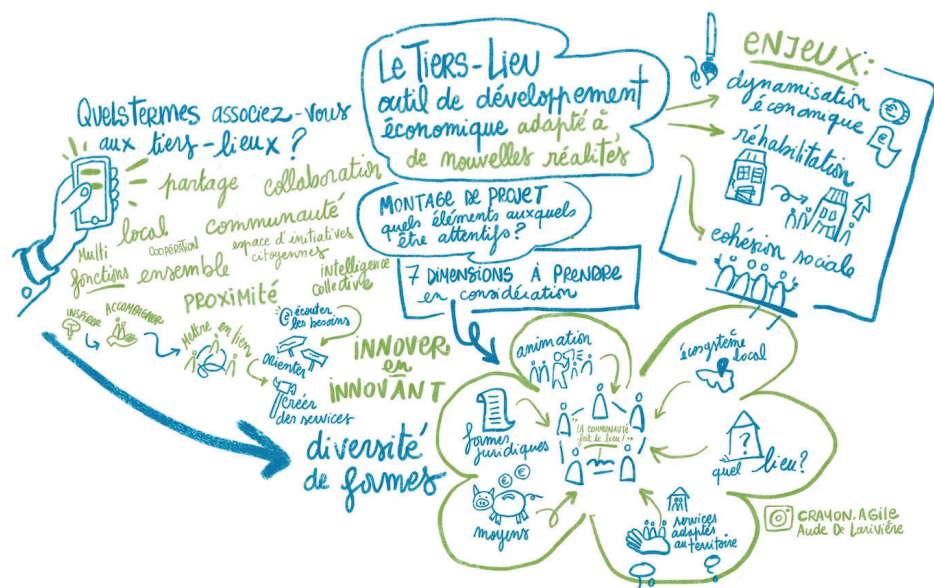 Le Tiers-Lieu
outil de développement
économique adapté à
de nouvelles réalités
ENJEUX:
dynamisation
économique
réhabilitation
cohésion sociale
Quels termes associez-vous
aux tiers-lieux ?
partage collaboration
local communauté
Multi
fonctions
COOPÉRATION
espace d'initiatives
citoyennes
ensemble
intelligence
collective
PROXIMITÉ
INSPIRER
ACCOMPAGNER
Mettre en lien
écouter
les besoins
orienter
créer
des services
INNOVER
en
INNOVANT
diversité
de formes
MONTAGE DE PROJET
quels éléments auxquels
être attentifs?
7 DIMENSIONS À PRENDRE
en considération
animation
écosystème
local
formes
juridiques
"LA COMMUNAUTÉ
fait le lieu!"
?
quel lieu?
moyens
services
adaptés
au territoire
CRAYON.AGILE
Aude De Larivière